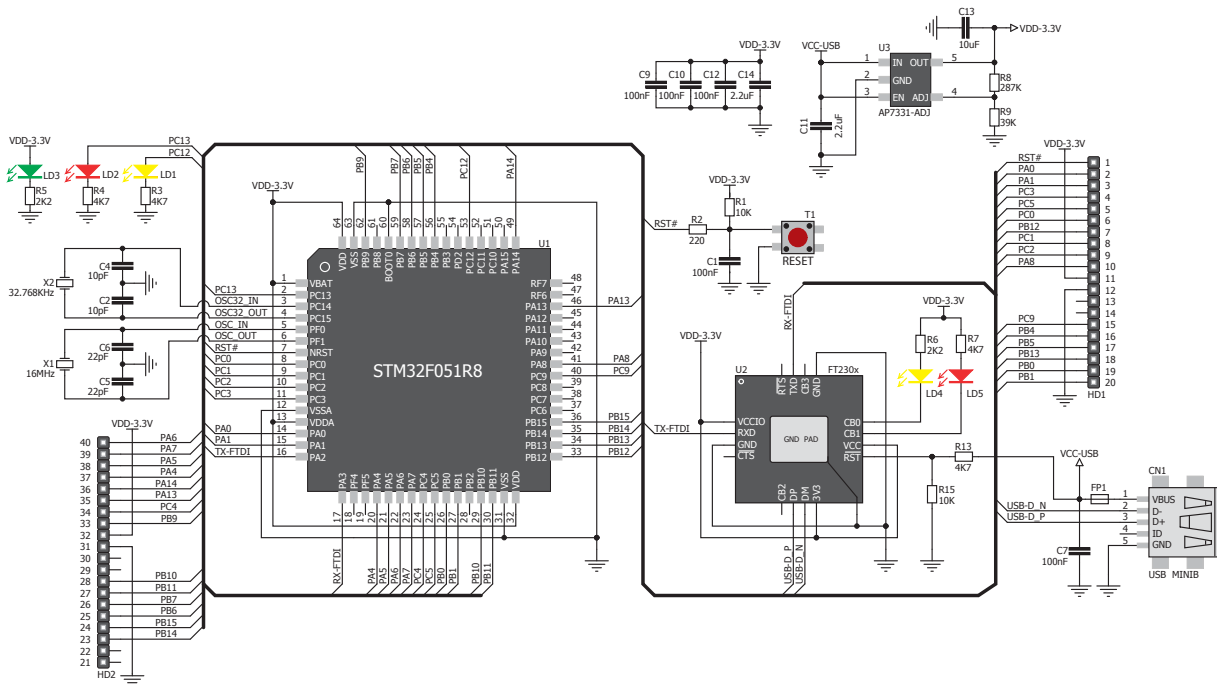 C13
10uF
VDD-3.3V
VDD-3.3V
C9
100nF
C10
100nF
C12
100nF
C14
2.2uF
VCC-USB
U3
1 IN OUT 5
2 GND
3 EN ADJ 4
AP7331-ADJ
C11
2.2uF
R8
287K
R9
39K
VDD-3.3V
LD3
R5
2K2
LD2
R4
4K7
LD1
R3
4K7
PC13
PC12
PB9
PB7
PB6
PB5
PB4
PC12
PA14
VDD-3.3V
64 63 62 61 60 59 58 57 56 55 54 53 52 51 50 49
VDD VSS PB9 PB8 BOOT0 PB7 PB6 PB5 PB4 PB3 PD2 PC12 PC11 PC10 PA15 PA14
U1
STM32F051R8
1 VBAT
PC13 2 PC13
OSC32_IN 3 PC14
OSC32_OUT 4 PC15
OSC_IN 5 PF0
OSC_OUT 6 PF1
RST# 7 NRST
PC0 8 PC0
PC1 9 PC1
PC2 10 PC2
PC3 11 PC3
12 VSSA
13 VDDA
PA0 14 PA0
PA1 15 PA1
TX-FTDI 16 PA2
RF7 48
RF6 47
PA13 46 PA13
PA12 45
PA11 44
PA10 43
PA9 42
PA8 41 PA8
PC9 40 PC9
PC8 39
PC7 38
PC6 37
PB15 36 PB15
PB14 35 PB14
PB13 34 PB13
PB12 33 PB12
PA3 PF4 PF5 PA4 PA5 PA6 PA7 PC4 PC5 PB0 PB1 PB2 PB10 PB11 VSS VDD
17 18 19 20 21 22 23 24 25 26 27 28 29 30 31 32
RX-FTDI
PA4
PA5
PA6
PA7
PC4
PC5
PB0
PB1
PB10
PB11
X2
32.768KHz
C4
10pF
C2
10pF
X1
16MHz
C6
22pF
C5
22pF
VDD-3.3V
40 PA6
39 PA7
38 PA5
37 PA4
36 PA14
35 PA13
34 PC4
33 PB9
32
31
30
29
28 PB10
27 PB11
26 PB7
25 PB6
24 PB15
23 PB14
22
21
HD2
VDD-3.3V
R1
10K
RST#
R2
220
C1
100nF
T1
RESET
VDD-3.3V
RST# 1
PA0 2
PA1 3
PC3 4
PC5 5
PC0 6
PB12 7
PC1 8
PC2 9
PA8 10
11
12
13
14
PC9 15
PB4 16
PB5 17
PB13 18
PB0 19
PB1 20
HD1
RX-FTDI
VDD-3.3V
U2
FT230x
RTS TXD CB3 GND
VCCIO
RXD
GND
CTS
GND PAD
CB0
CB1
VCC
RST
CB2 DP DM 3V3
TX-FTDI
USB-D_P
USB-D_N
VDD-3.3V
R6
2K2
R7
4K7
LD4
LD5
R13
4K7
R15
10K
VCC-USB
FP1
USB-D_N
USB-D_P
C7
100nF
CN1
1 VBUS
2 D-
3 D+
4 ID
5 GND
USB MINIB